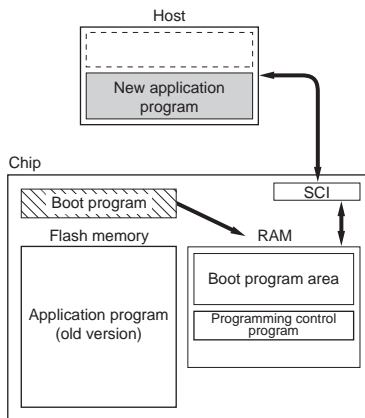 Host
New application
program
Chip
SCI
Boot program
Flash memory
RAM
Boot program area
Application program
(old version)
Programming control
program